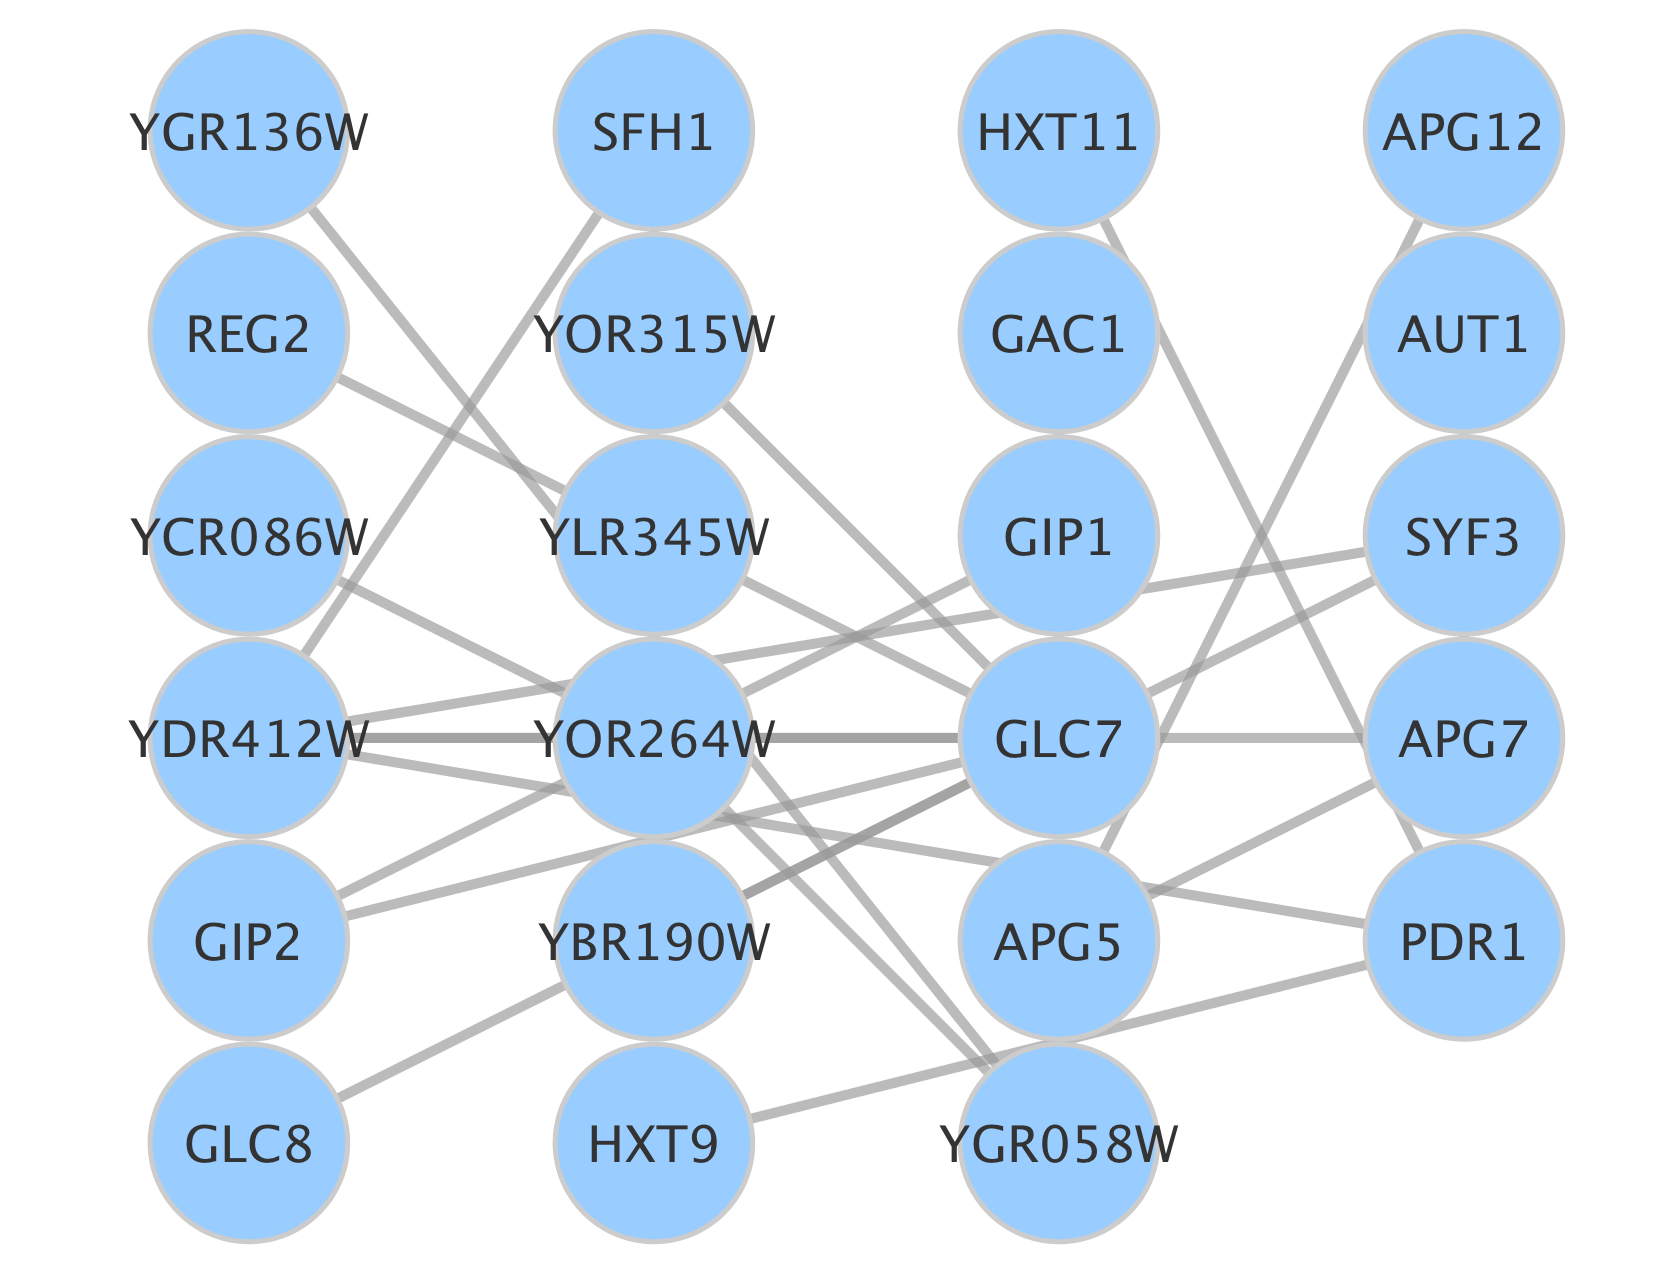 YGR136W
SFH1
HXT11
APG12
REG2
YOR315W
GAC1
AUT1
YCR086W
YLR345W
GIP1
SYF3
YDR412W
YOR264W
GLC7
APG7
GIP2
YBR190W
APG5
PDR1
GLC8
HXT9
YGR058W